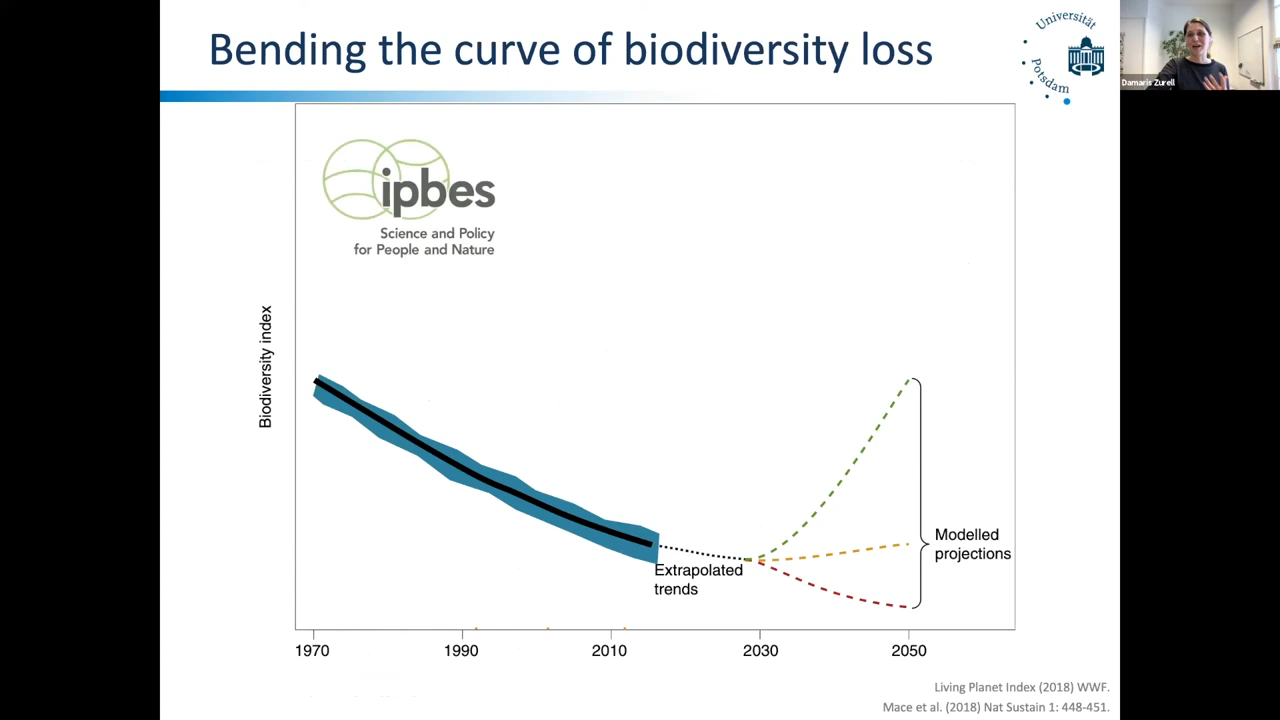 Bending the curve of biodiversity loss
Universität
Potsdam
Damaris Zurell
ipbes
Science and Policy
for People and Nature
Biodiversity index
Extrapolated
trends
Modelled
projections
1970 1990 2010 2030 2050
Living Planet Index (2018) WWF.
Mace et al. (2018) Nat Sustain 1: 448-451.